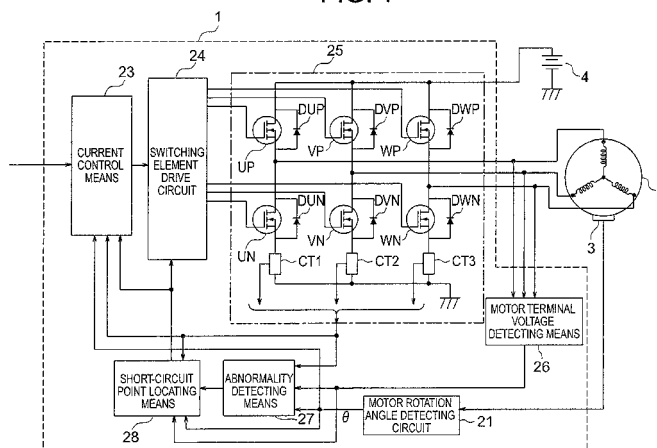 1
23
24
25
4
CURRENT
CONTROL
MEANS
SWITCHING
ELEMENT
DRIVE
CIRCUIT
DUP
DVP
DWP
UP
VP
WP
DUN
DVN
DWN
UN
VN
WN
CT1
CT2
CT3
3
MOTOR TERMINAL
VOLTAGE
DETECTING MEANS
26
SHORT-CIRCUIT
POINT LOCATING
MEANS
28
ABNORMALITY
DETECTING
MEANS
27
θ
MOTOR ROTATION
ANGLE DETECTING
CIRCUIT
21